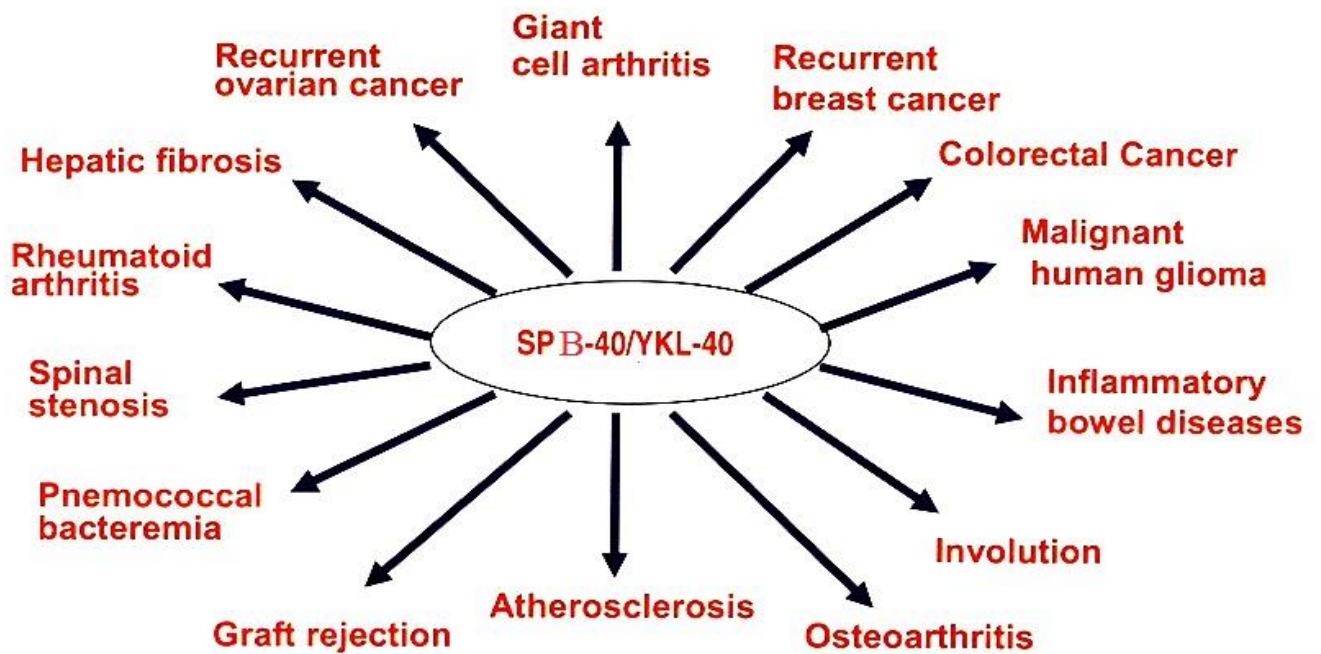 Giant
cell arthritis
Recurrent
ovarian cancer
Recurrent
breast cancer
Hepatic fibrosis
Colorectal Cancer
Rheumatoid
arthritis
Malignant
human glioma
SPB-40/YKL-40
Spinal
stenosis
Inflammatory
bowel diseases
Pnemococcal
bacteremia
Involution
Graft rejection
Atherosclerosis
Osteoarthritis